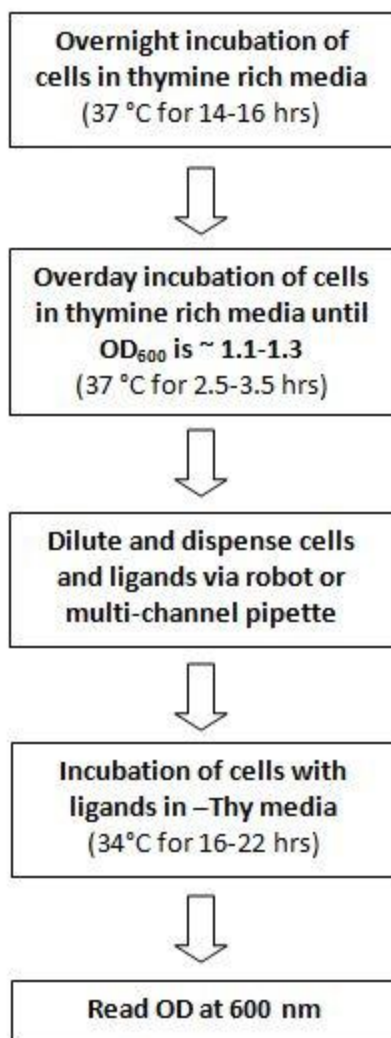 Overnight incubation of
cells in thymine rich media
(37 °C for 14-16 hrs)
Overday incubation of cells
in thymine rich media until
OD₆₀₀ is ~ 1.1-1.3
(37 °C for 2.5-3.5 hrs)
Dilute and dispense cells
and ligands via robot or
multi-channel pipette
Incubation of cells with
ligands in –Thy media
(34°C for 16-22 hrs)
Read OD at 600 nm